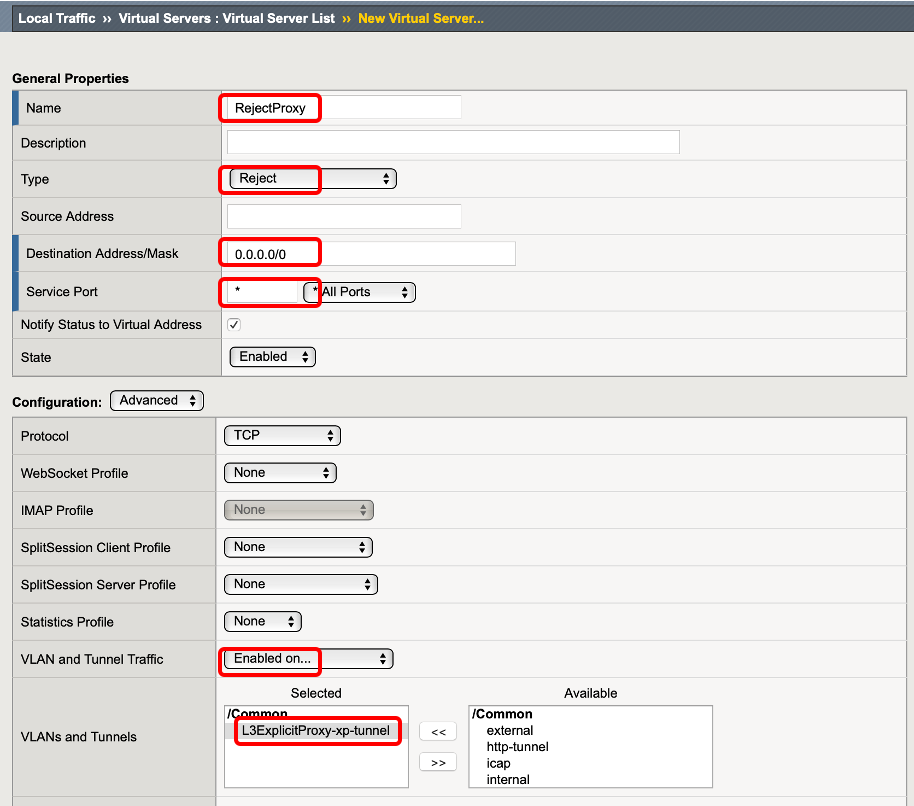 Local Traffic ›› Virtual Servers : Virtual Server List ›› New Virtual Server...
General Properties
Name RejectProxy
Description
Type Reject
Source Address
Destination Address/Mask 0.0.0.0/0
Service Port * * All Ports
Notify Status to Virtual Address
State Enabled
Configuration: Advanced
Protocol TCP
WebSocket Profile None
IMAP Profile None
SplitSession Client Profile None
SplitSession Server Profile None
Statistics Profile None
VLAN and Tunnel Traffic Enabled on...
Selected Available
/Common /Common
L3ExplicitProxy-xp-tunnel << external
http-tunnel
VLANs and Tunnels >> icap
internal